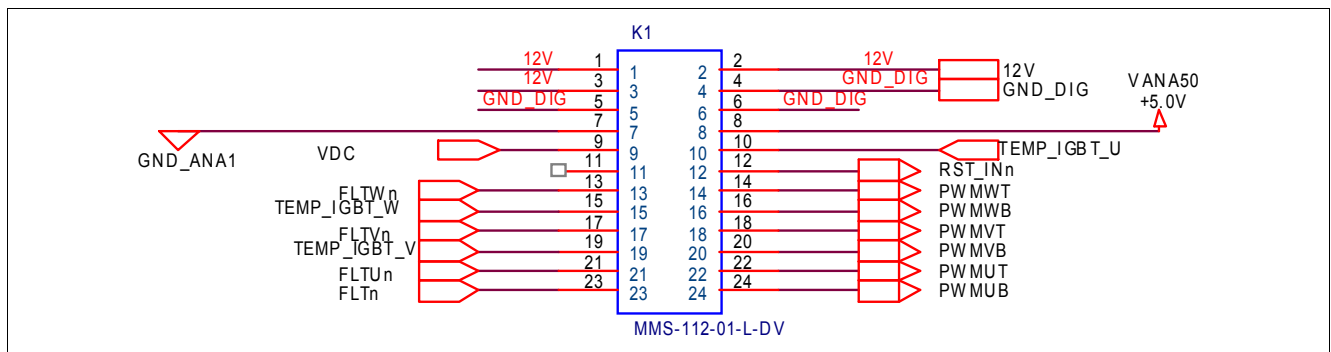 K1
12V 1 1 2 2 12V 12V
12V 3 3 4 4 GND_DIG GND_DIG
GND_DIG 5 5 6 6 GND_DIG
VANA50
+5.0V
GND_ANA1 7 7 8 8
VDC 9 9 10 10 TEMP_IGBT_U
11 11 12 12 RST_INn
FLTWn 13 13 14 14 PWMWT
TEMP_IGBT_W 15 15 16 16 PWMWB
FLTVn 17 17 18 18 PWMVT
TEMP_IGBT_V 19 19 20 20 PWMVB
FLTUn 21 21 22 22 PWMUT
FLTn 23 23 24 24 PWMUB
MMS-112-01-L-DV